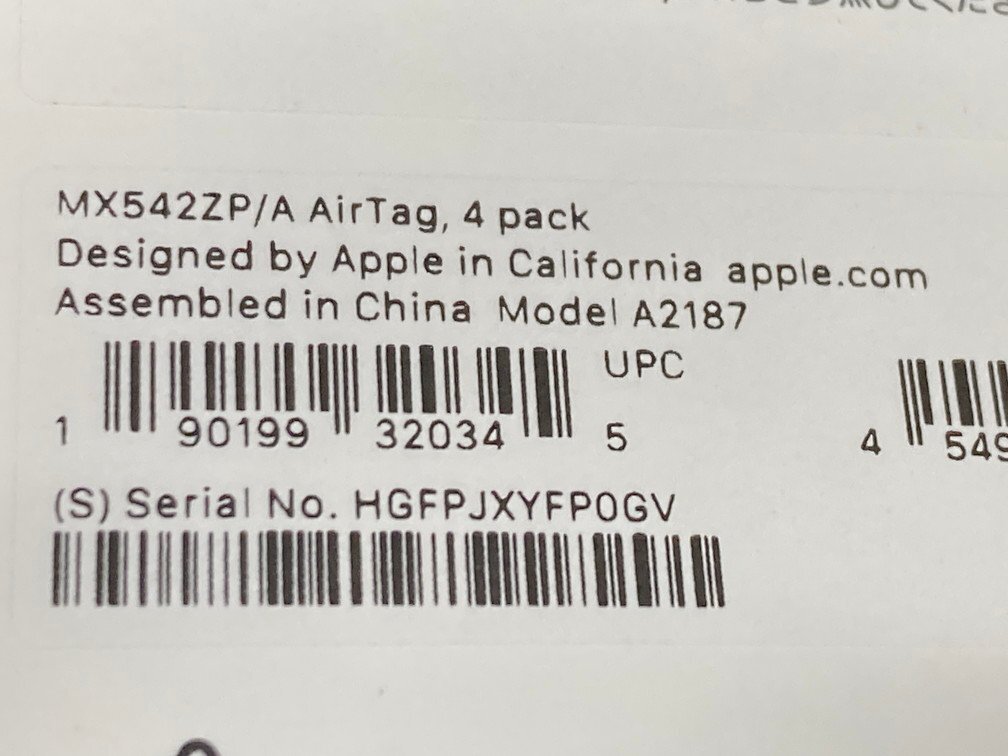 MX542ZP/A AirTag, 4 pack
Designed by Apple in California apple.com
Assembled in China Model A2187
UPC
1 90199 32034 5
4 549
(S) Serial No. HGFPJXYFP0GV